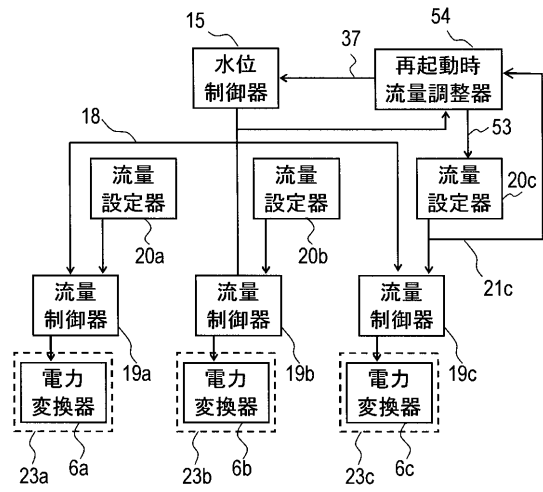 15
54
水位
制御器
37
再起動時
流量調整器
18
53
流量
設定器
流量
設定器
流量
設定器
20c
20a
20b
21c
流量
制御器
流量
制御器
流量
制御器
19a
19b
19c
電力
変換器
電力
変換器
電力
変換器
23a
6a
23b
6b
23c
6c